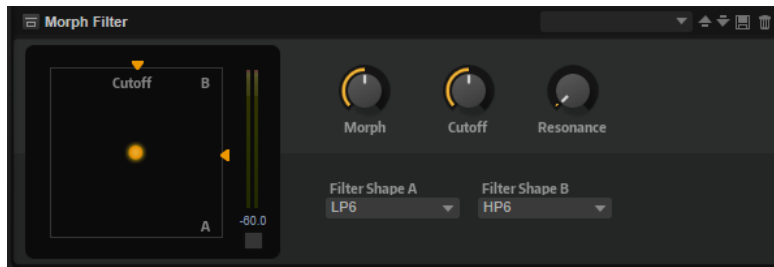 Morph Filter
Cutoff B
A
-60.0
Morph Cutoff Resonance
Filter Shape A Filter Shape B
LP6 HP6